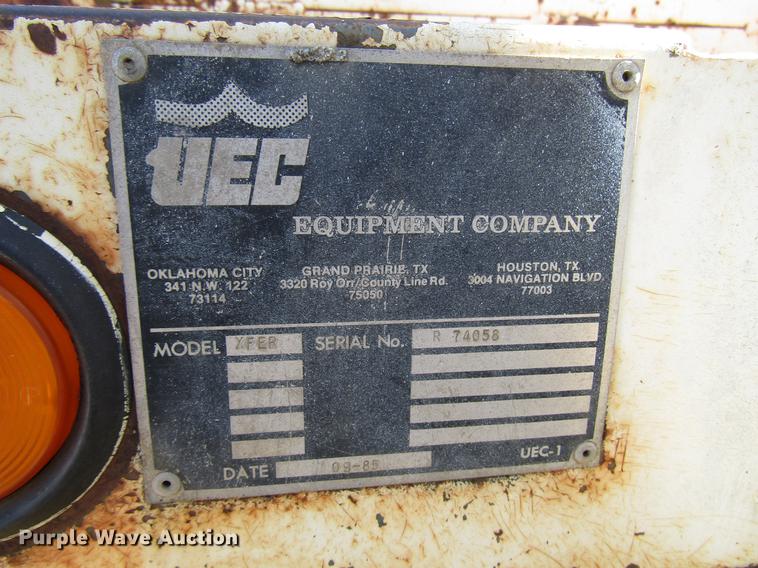 UEC
EQUIPMENT COMPANY
OKLAHOMA CITY
341 N.W. 122
73114
GRAND PRAIRIE, TX
3320 Roy Orr/County Line Rd.
75050
HOUSTON, TX
3004 NAVIGATION BLVD
77003
MODEL XFER SERIAL No. R 74058
DATE 09-85 UEC-1
Purple Wave Auction